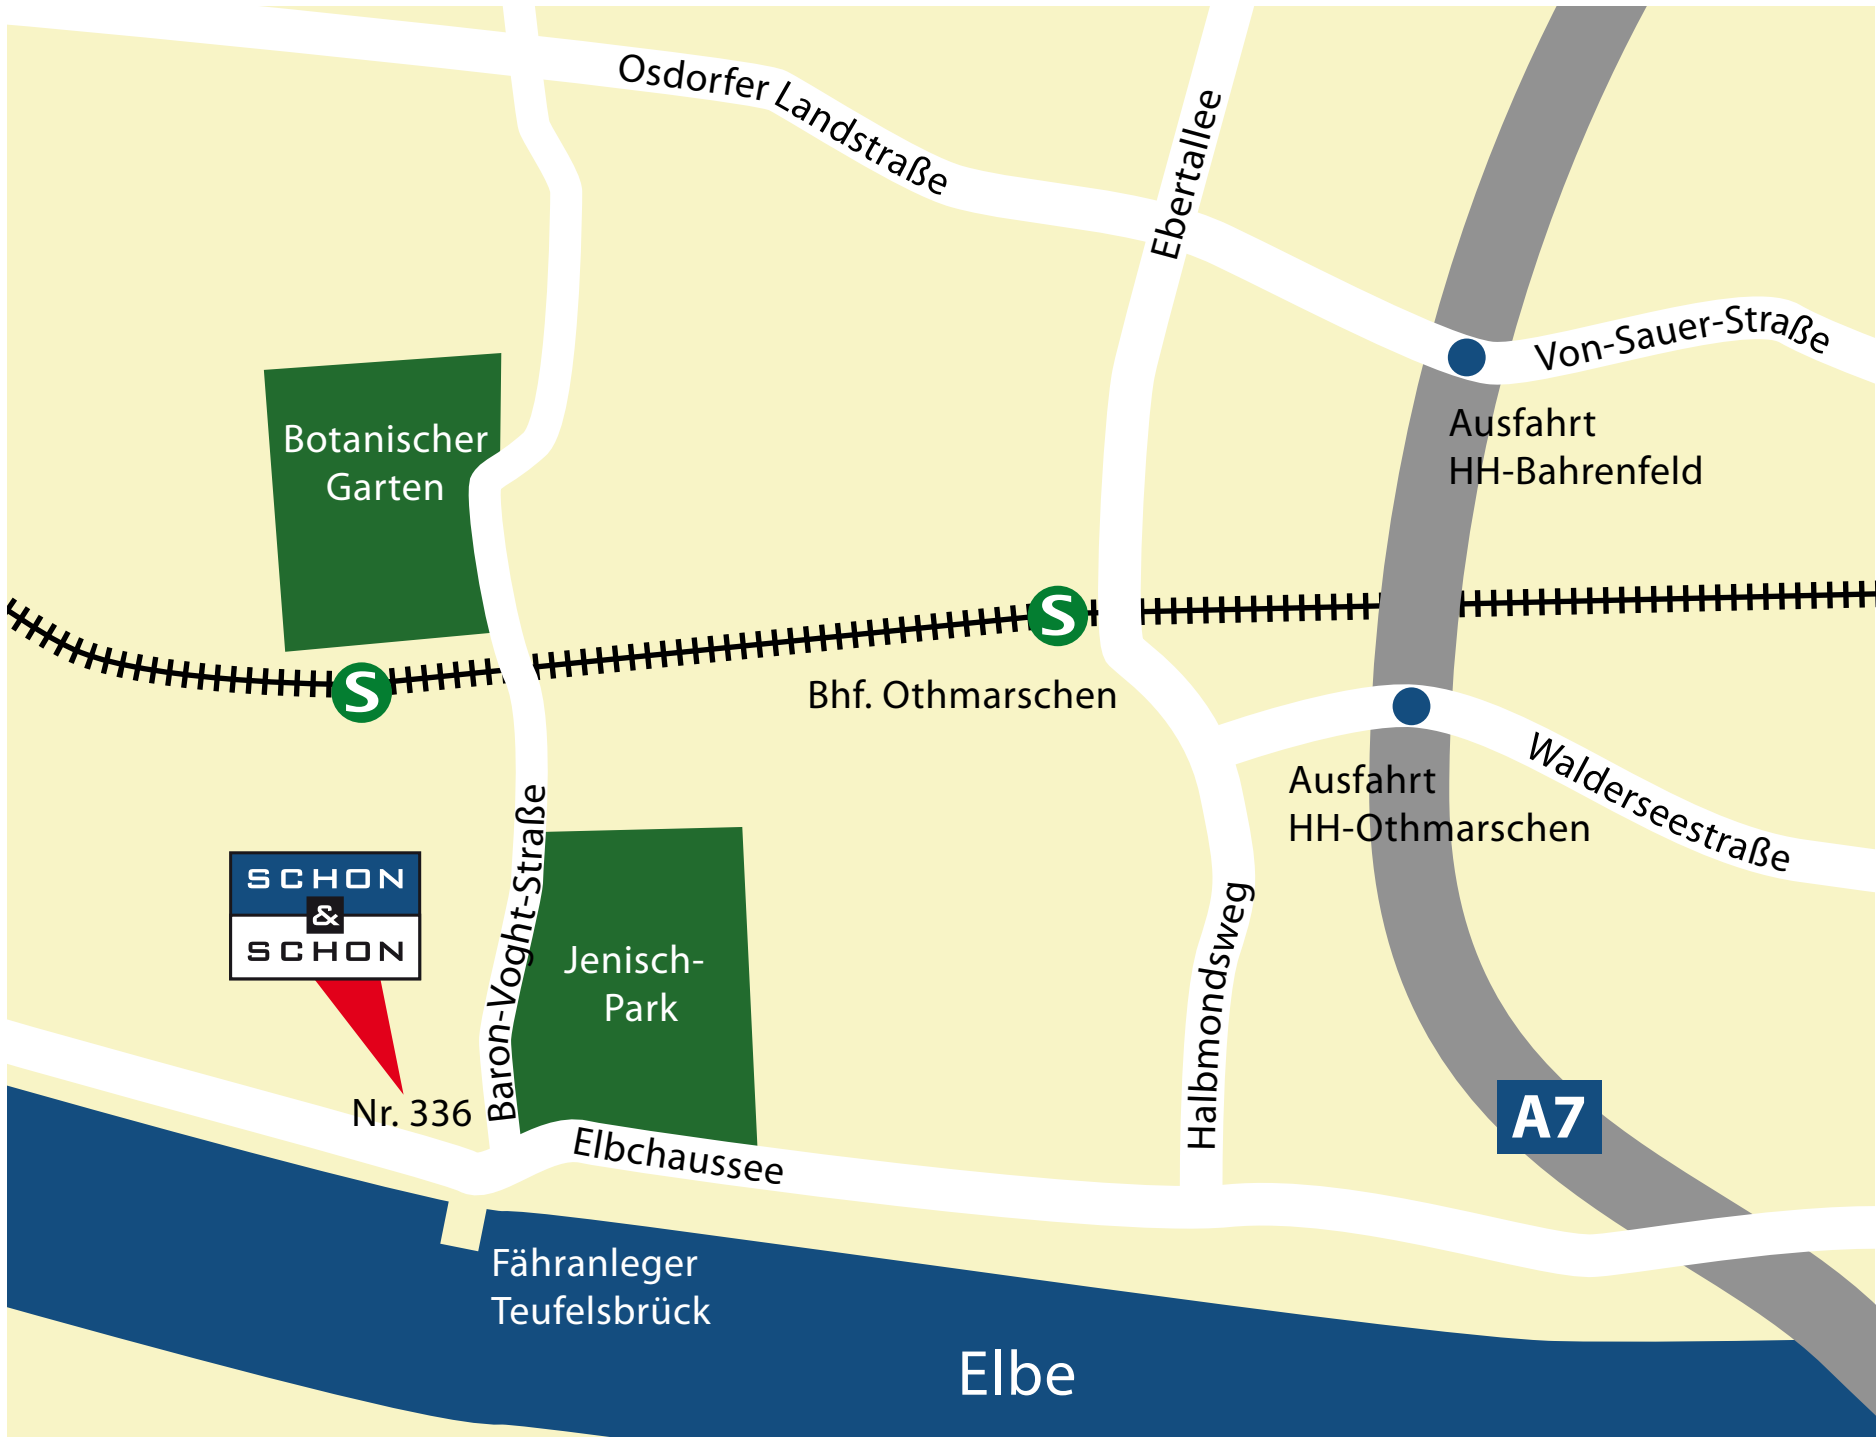 Osdorfer Landstraße
Ebertallee
Von-Sauer-Straße
Ausfahrt
HH-Bahrenfeld
Botanischer
Garten
S
S
Bhf. Othmarschen
Ausfahrt
HH-Othmarschen
Walderseestraße
Baron-Voght-Straße
SCHON
&
SCHON
Jenisch-
Park
Halbmondsweg
Nr. 336
A7
Elbchaussee
Fähranleger
Teufelsbrück
Elbe